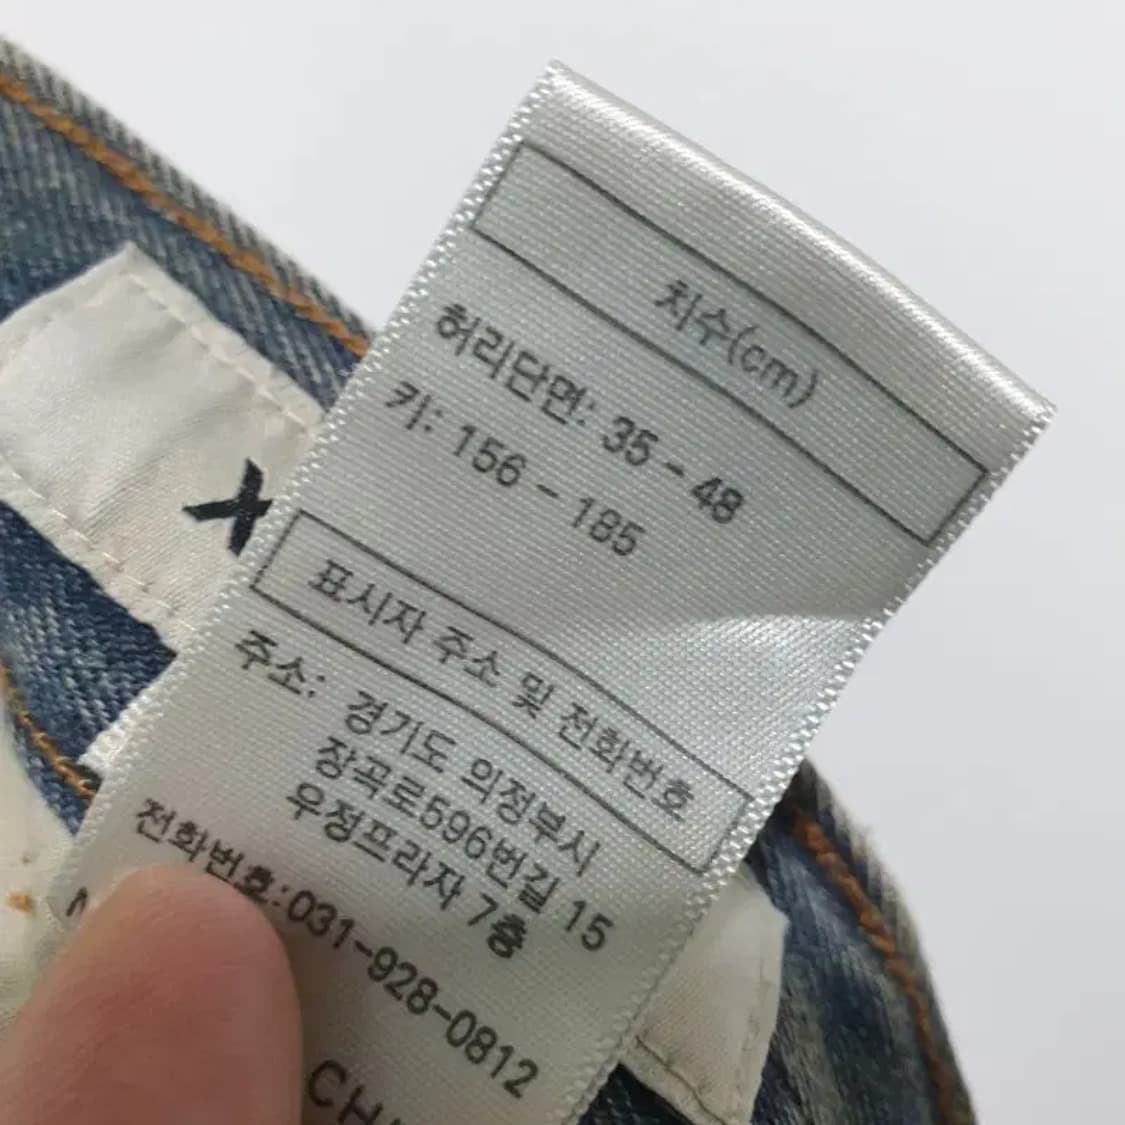 치수(cm)
허리단면: 35 - 48
키: 156 - 185
표시자 주소 및 전화번호
주소: 경기도 의정부시
장곡로596번길 15
우정프라자 7층
전화번호:031-928-0812
X